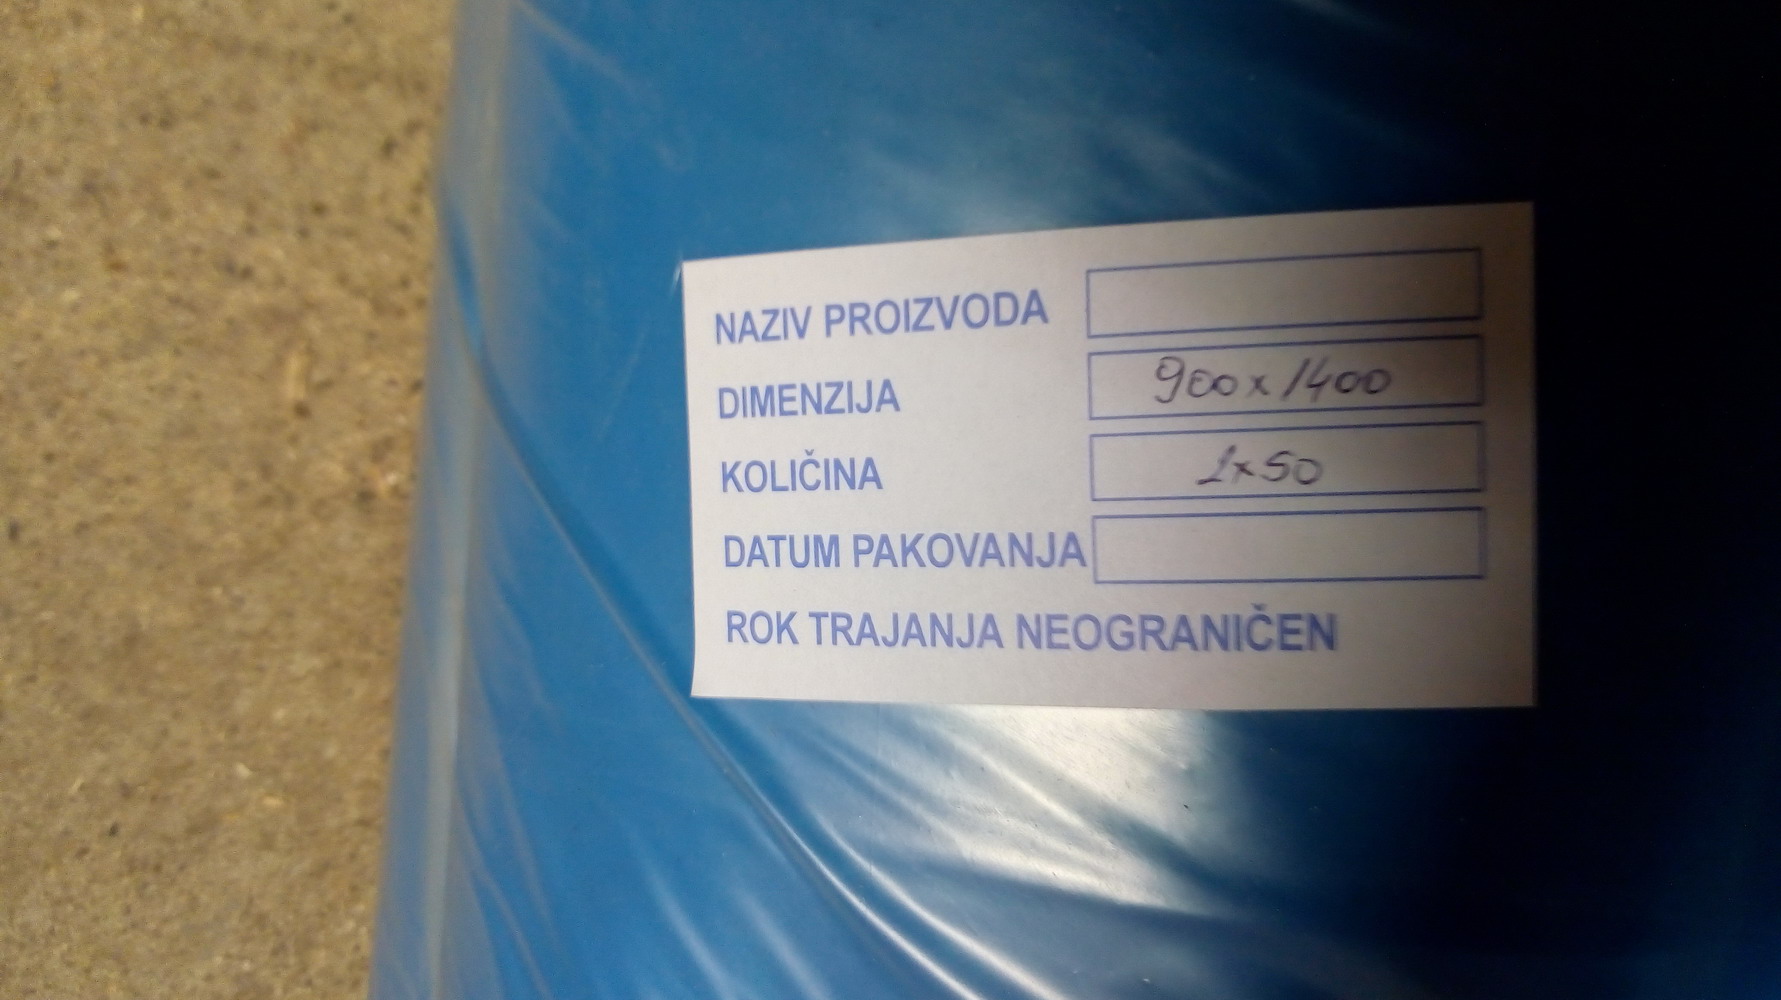 NAZIV PROIZVODA
DIMENZIJA 900x1400
KOLIČINA 2x50
DATUM PAKOVANJA
ROK TRAJANJA NEOGRANIČEN